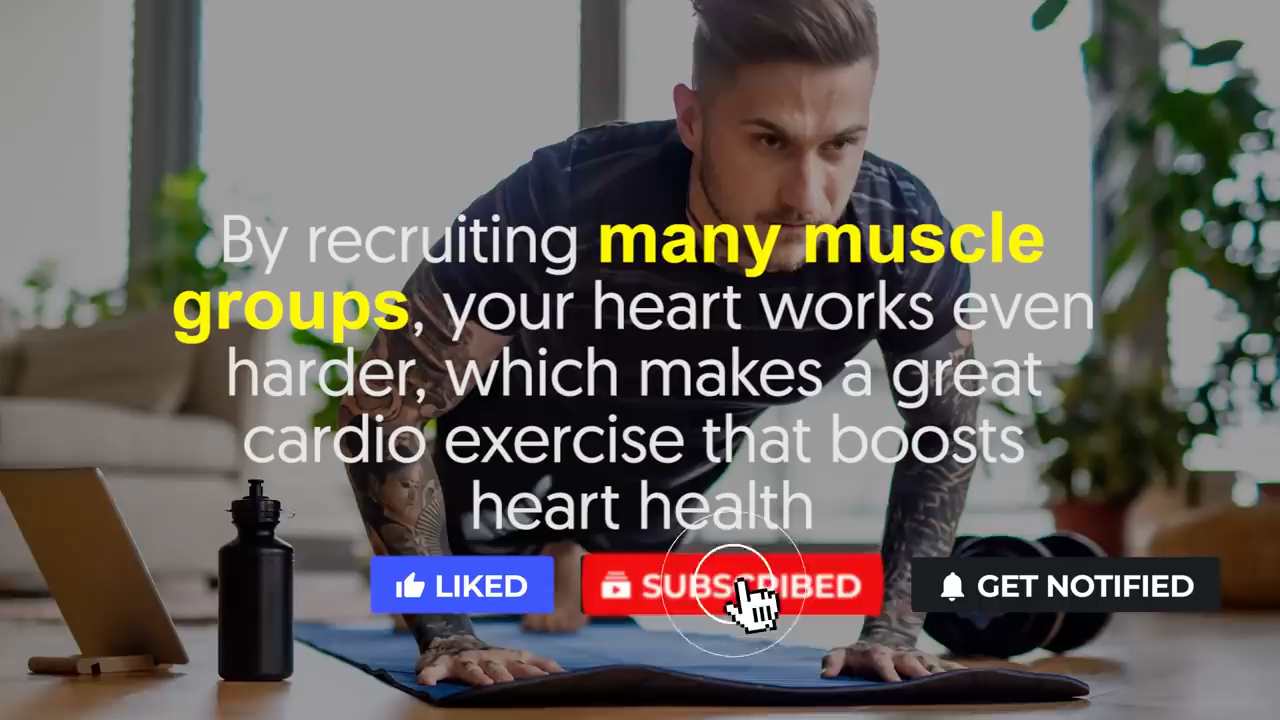 By recruiting many muscle
groups, your heart works even
harder, which makes a great
cardio exercise that boosts
heart health
LIKED
SUBSCRIBED
GET NOTIFIED